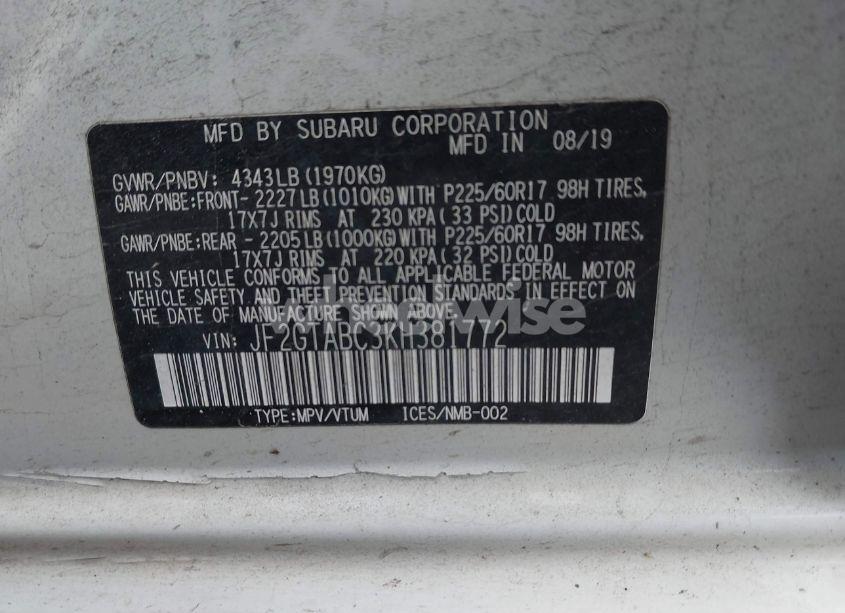 MFD BY SUBARU CORPORATION
MFD IN 08/19
GVWR/PNBV: 4343LB (1970KG)
GAWR/PNBE:FRONT- 2227LB(1010KG)WITH P225/60R17 98H TIRES,
17X7J RIMS AT 230 KPA(33 PSI)COLD
GAWR/PNBE:REAR - 2205LB(1000KG)WITH P225/60R17 98H TIRES,
17X7J RIMS AT 220 KPA(32 PSI)COLD
THIS VEHICLE CONFORMS TO ALL APPLICABLE FEDERAL MOTOR
VEHICLE SAFETY AND THEFT PREVENTION STANDARDS IN EFFECT ON
THE DATE OF MANUFACTURE SHOWN ABOVE.
wheelwise
VIN: JF2GTABC3KH381772
TYPE:MPV/VTUM ICES/NMB-002